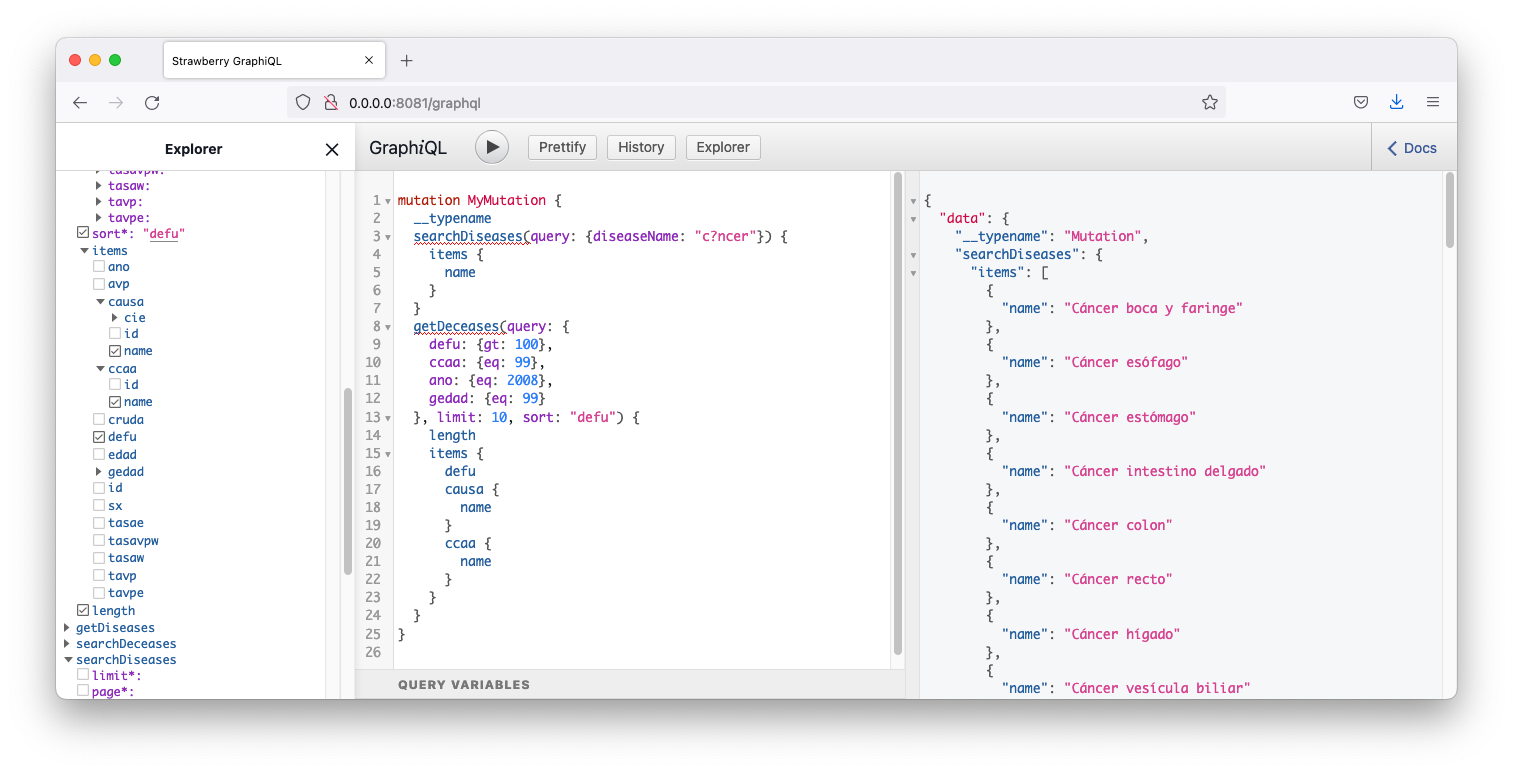 Strawberry GraphiQL
0.0.0.0:8081/graphql
Explorer
tasavpw:
tasaw:
tavp:
tavpe:
sort*: "defu"
items
ano
avp
causa
cie
id
name
ccaa
id
name
cruda
defu
edad
gedad
id
sx
tasae
tasavpw
tasaw
tavp
tavpe
length
getDiseases
searchDeceases
searchDiseases
limit*:
page*:
GraphiQL
Prettify
History
Explorer
Docs
1 mutation MyMutation {
2 __typename
3 searchDiseases(query: {diseaseName: "c?ncer"}) {
4 items {
5 name
6 }
7 }
8 getDeceases(query: {
9 defu: {gt: 100},
10 ccaa: {eq: 99},
11 ano: {eq: 2008},
12 gedad: {eq: 99}
13 }, limit: 10, sort: "defu") {
14 length
15 items {
16 defu
17 causa {
18 name
19 }
20 ccaa {
21 name
22 }
23 }
24 }
25 }
26
QUERY VARIABLES
{
"data": {
"__typename": "Mutation",
"searchDiseases": {
"items": [
{
"name": "Cáncer boca y faringe"
},
{
"name": "Cáncer esófago"
},
{
"name": "Cáncer estómago"
},
{
"name": "Cáncer intestino delgado"
},
{
"name": "Cáncer colon"
},
{
"name": "Cáncer recto"
},
{
"name": "Cáncer hígado"
},
{
"name": "Cáncer vesícula biliar"